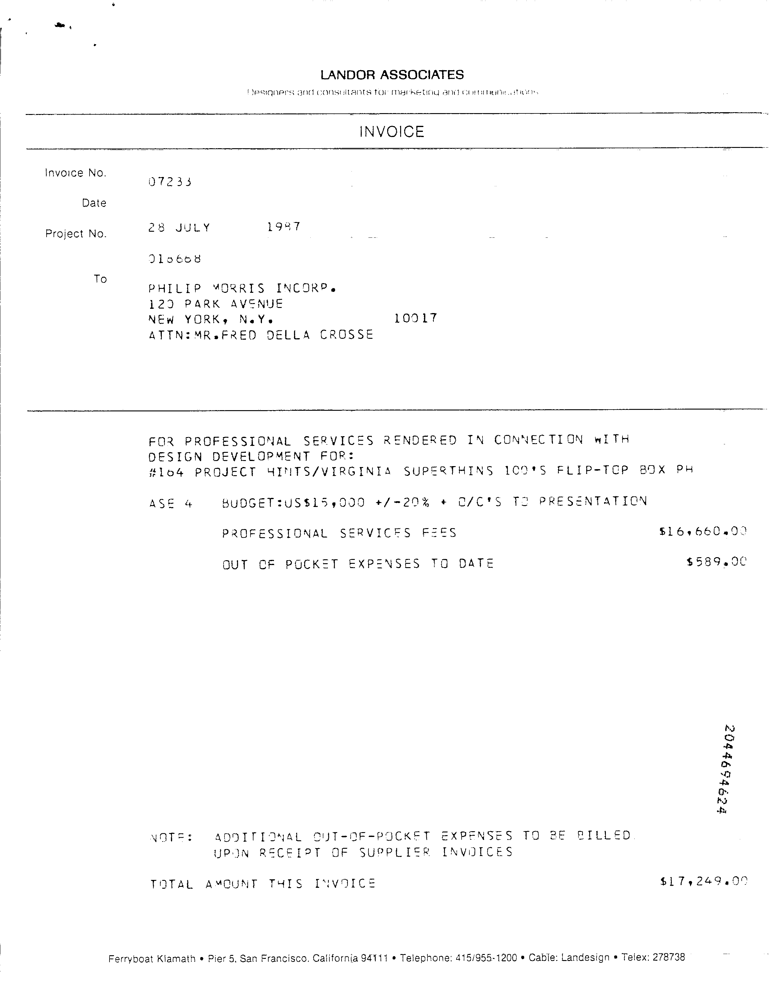 LANDOR ASSOCIATES
Designers and consultants for marketing and communications
INVOICE
Invoice No.
07233
Date
28 JULY 1987
Project No.
To
PHILIP MORRIS INCORP.
120 PARK AVENUE
NEW YORK, N.Y. 10017
ATTN:MR.FRED DELLA CROSSE
FOR PROFESSIONAL SERVICES RENDERED IN CONNECTION WITH
DESIGN DEVELOPMENT FOR:
#164 PROJECT HINTS/VIRGINIA SUPERTHINS 100'S FLIP-TOP BOX PH
ASE 4 BUDGET:US$15,000 +/-20% + O/C'S TO PRESENTATION
PROFESSIONAL SERVICES FEES $16,660.00
OUT OF POCKET EXPENSES TO DATE $589.00
2044694624
NOTE: ADDITIONAL OUT-OF-POCKET EXPENSES TO BE BILLED
UPON RECEIPT OF SUPPLIER INVOICES
TOTAL AMOUNT THIS INVOICE $17,249.00
Ferryboat Klamath • Pier 5, San Francisco, California 94111 • Telephone: 415/955-1200 • Cable: Landesign • Telex: 278738